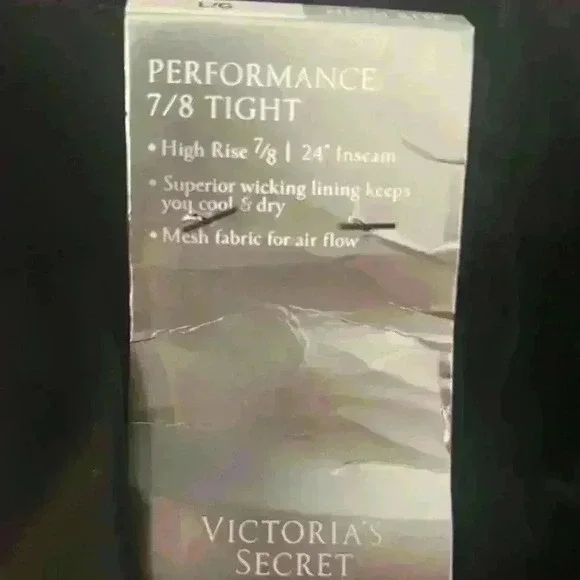 L/G
PERFORMANCE
7/8 TIGHT
• High Rise 7/8 | 24" Inseam
• Superior wicking lining keeps
you cool & dry
• Mesh fabric for air flow
VICTORIA'S
SECRET